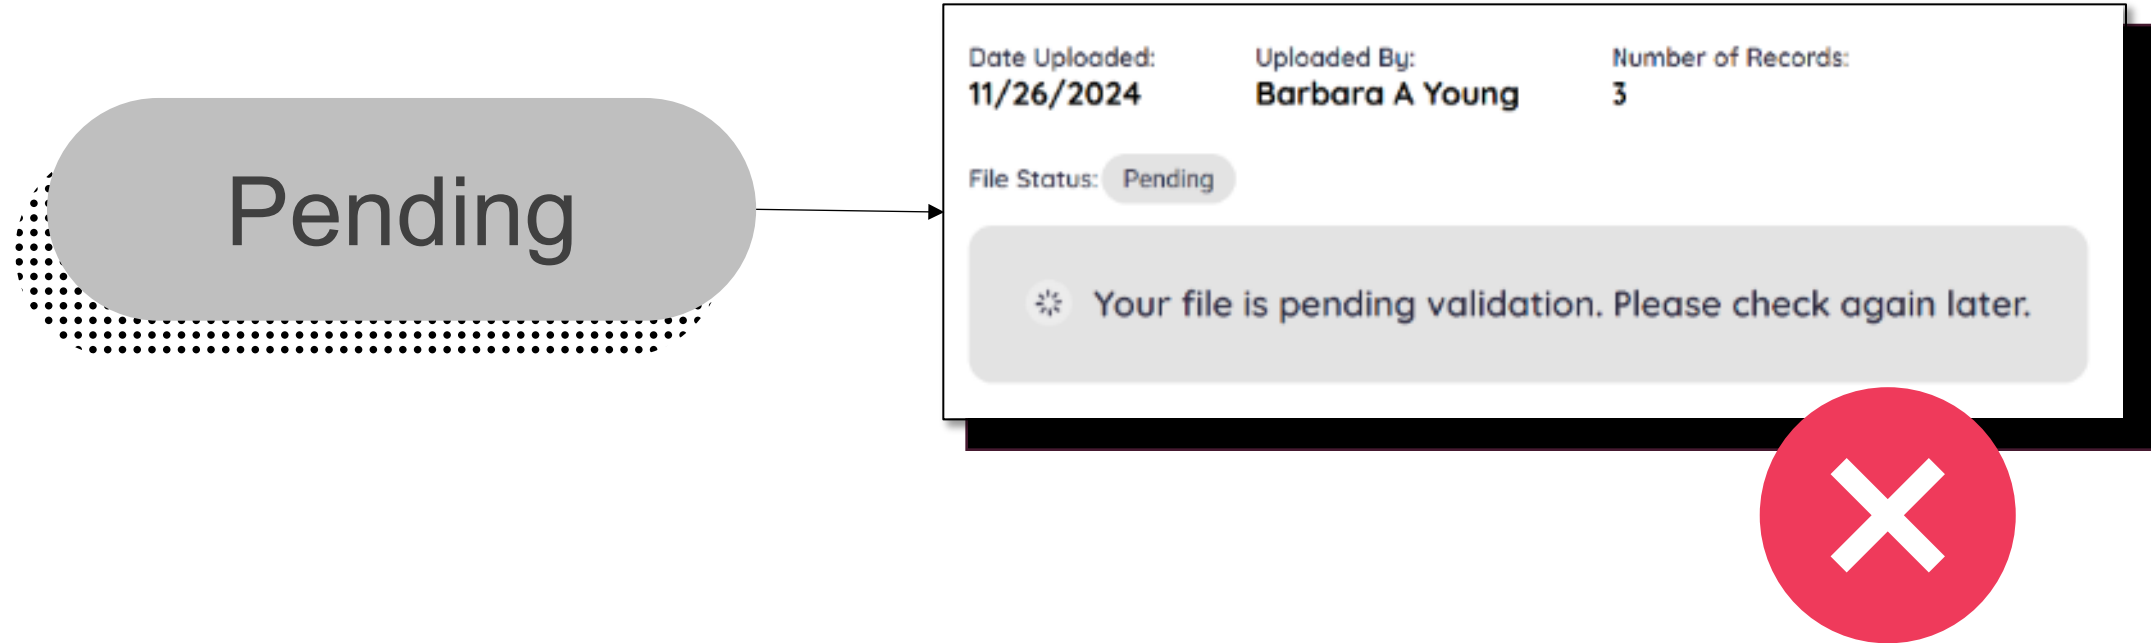 Pending
Date Uploaded:
11/26/2024
Uploaded By:
Barbara A Young
Number of Records:
3
File Status: Pending
Your file is pending validation. Please check again later.